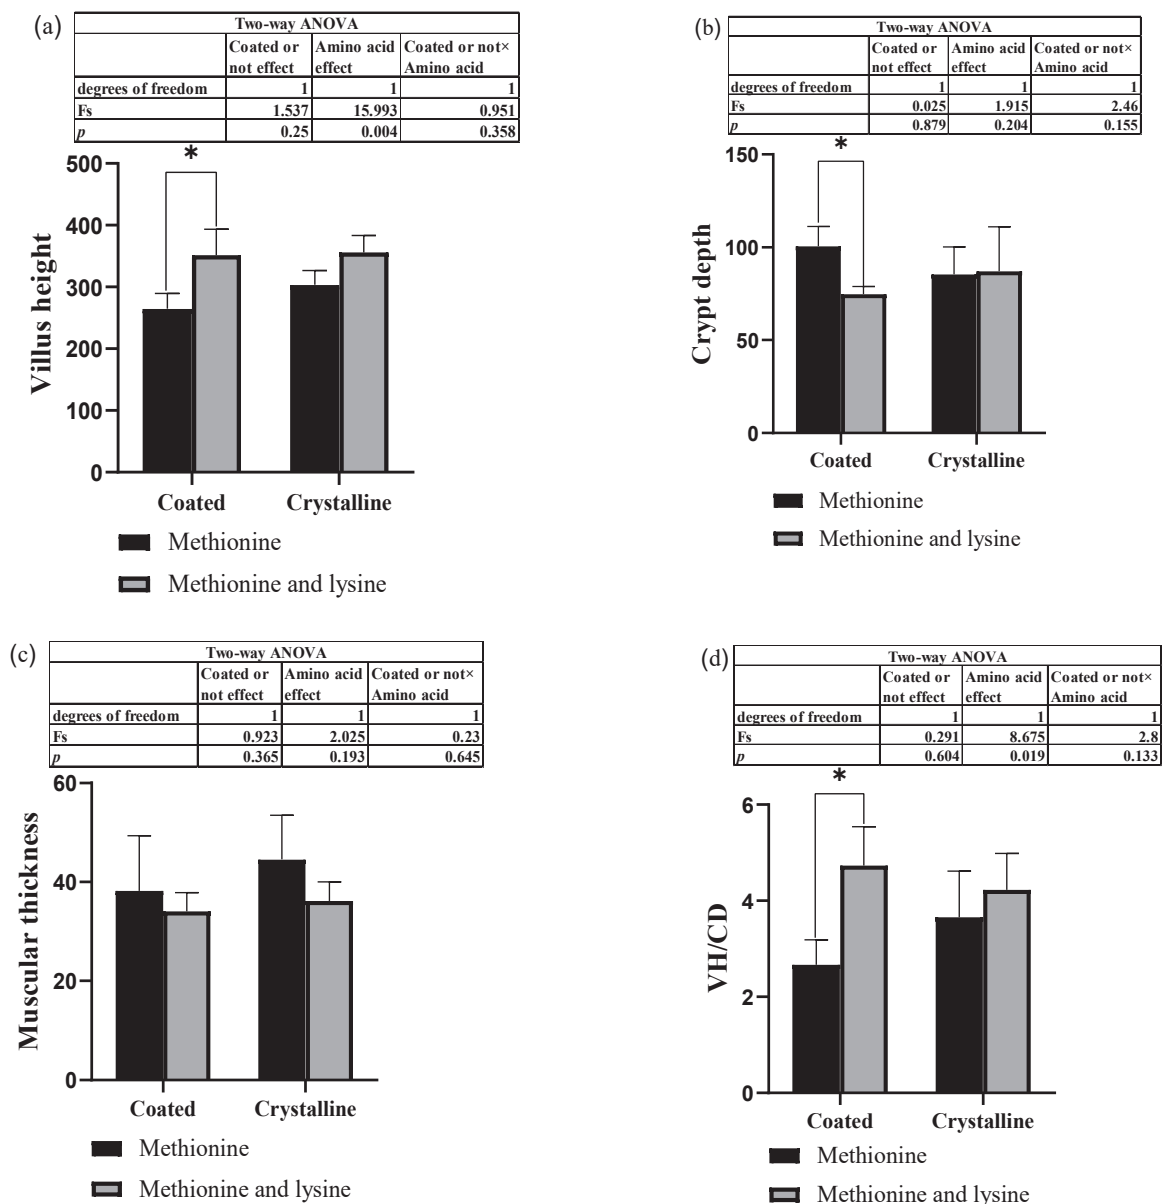 (a)
Two-way ANOVA
Coated or not effect Amino acid effect Coated or not× Amino acid
degrees of freedom 1 1 1
Fs 1.537 15.993 0.951
p 0.25 0.004 0.358
*
500
400
300
200
100
0
Villus height
Coated Crystalline
Methionine
Methionine and lysine
(b)
Two-way ANOVA
Coated or not effect Amino acid effect Coated or not× Amino acid
degrees of freedom 1 1 1
Fs 0.025 1.915 2.46
p 0.879 0.204 0.155
*
150
100
50
0
Crypt depth
Coated Crystalline
Methionine
Methionine and lysine
(c)
Two-way ANOVA
Coated or not effect Amino acid effect Coated or not× Amino acid
degrees of freedom 1 1 1
Fs 0.923 2.025 0.23
p 0.365 0.193 0.645
60
40
20
0
Muscular thickness
Coated Crystalline
Methionine
Methionine and lysine
(d)
Two-way ANOVA
Coated or not effect Amino acid effect Coated or not× Amino acid
degrees of freedom 1 1 1
Fs 0.291 8.675 2.8
p 0.604 0.019 0.133
*
6
4
2
0
VH/CD
Coated Crystalline
Methionine
Methionine and lysine